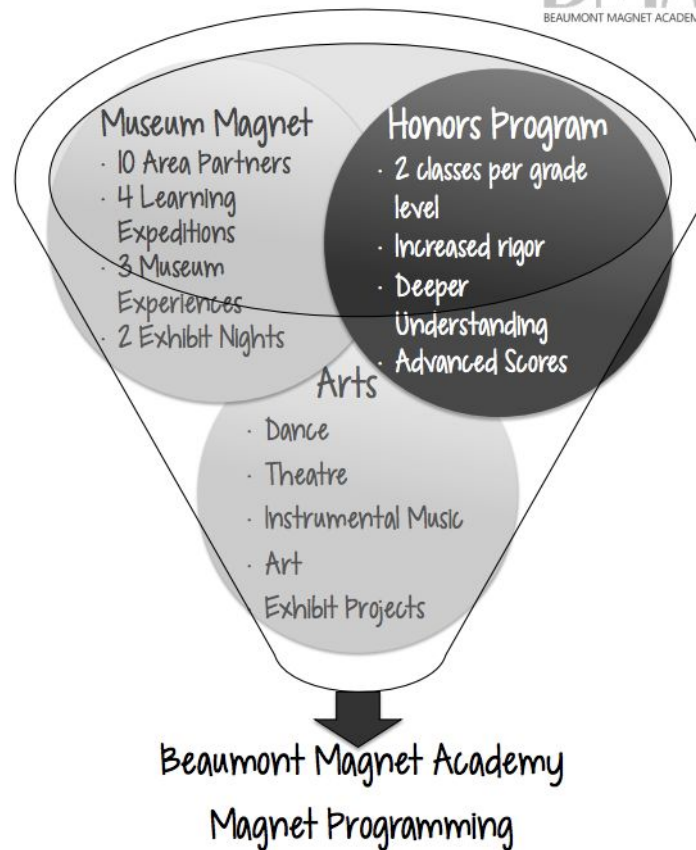 BEAUMONT MAGNET ACADEMY
Museum Magnet
· 10 Area Partners
· 4 Learning
Expeditions
· 3 Museum
Experiences
· 2 Exhibit Nights
Honors Program
· 2 classes per grade
level
· Increased rigor
· Deeper
Understanding
· Advanced Scores
Arts
· Dance
· Theatre
· Instrumental Music
· Art
· Exhibit Projects
Beaumont Magnet Academy
Magnet Programming